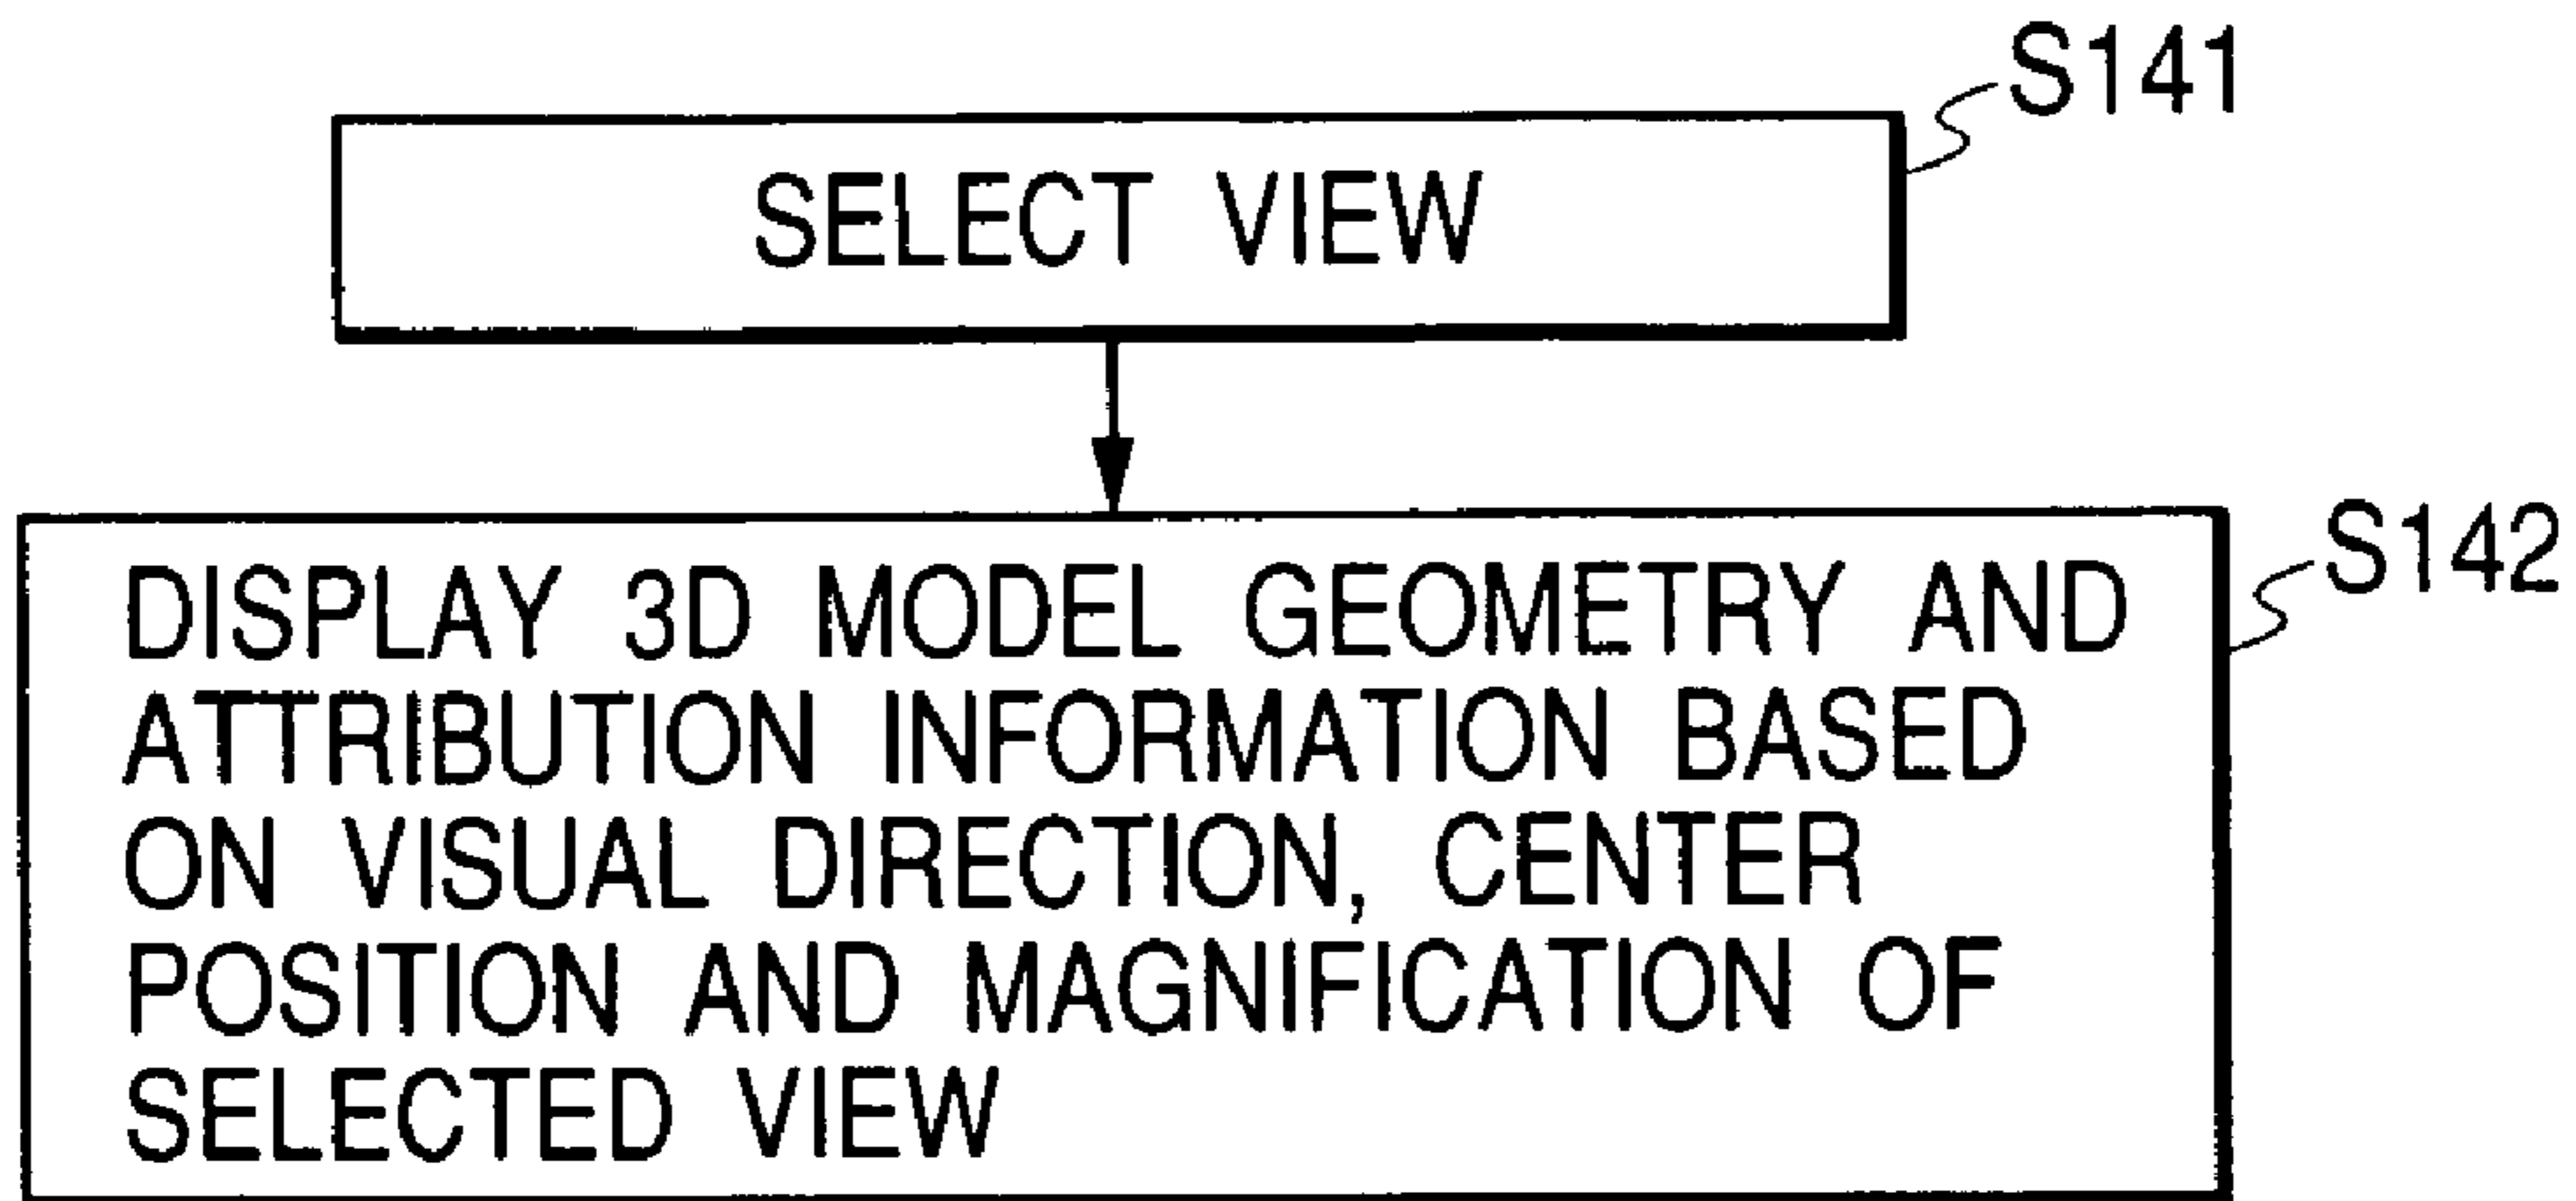 S141
SELECT VIEW
S142
DISPLAY 3D MODEL GEOMETRY AND
ATTRIBUTION INFORMATION BASED
ON VISUAL DIRECTION, CENTER
POSITION AND MAGNIFICATION OF
SELECTED VIEW